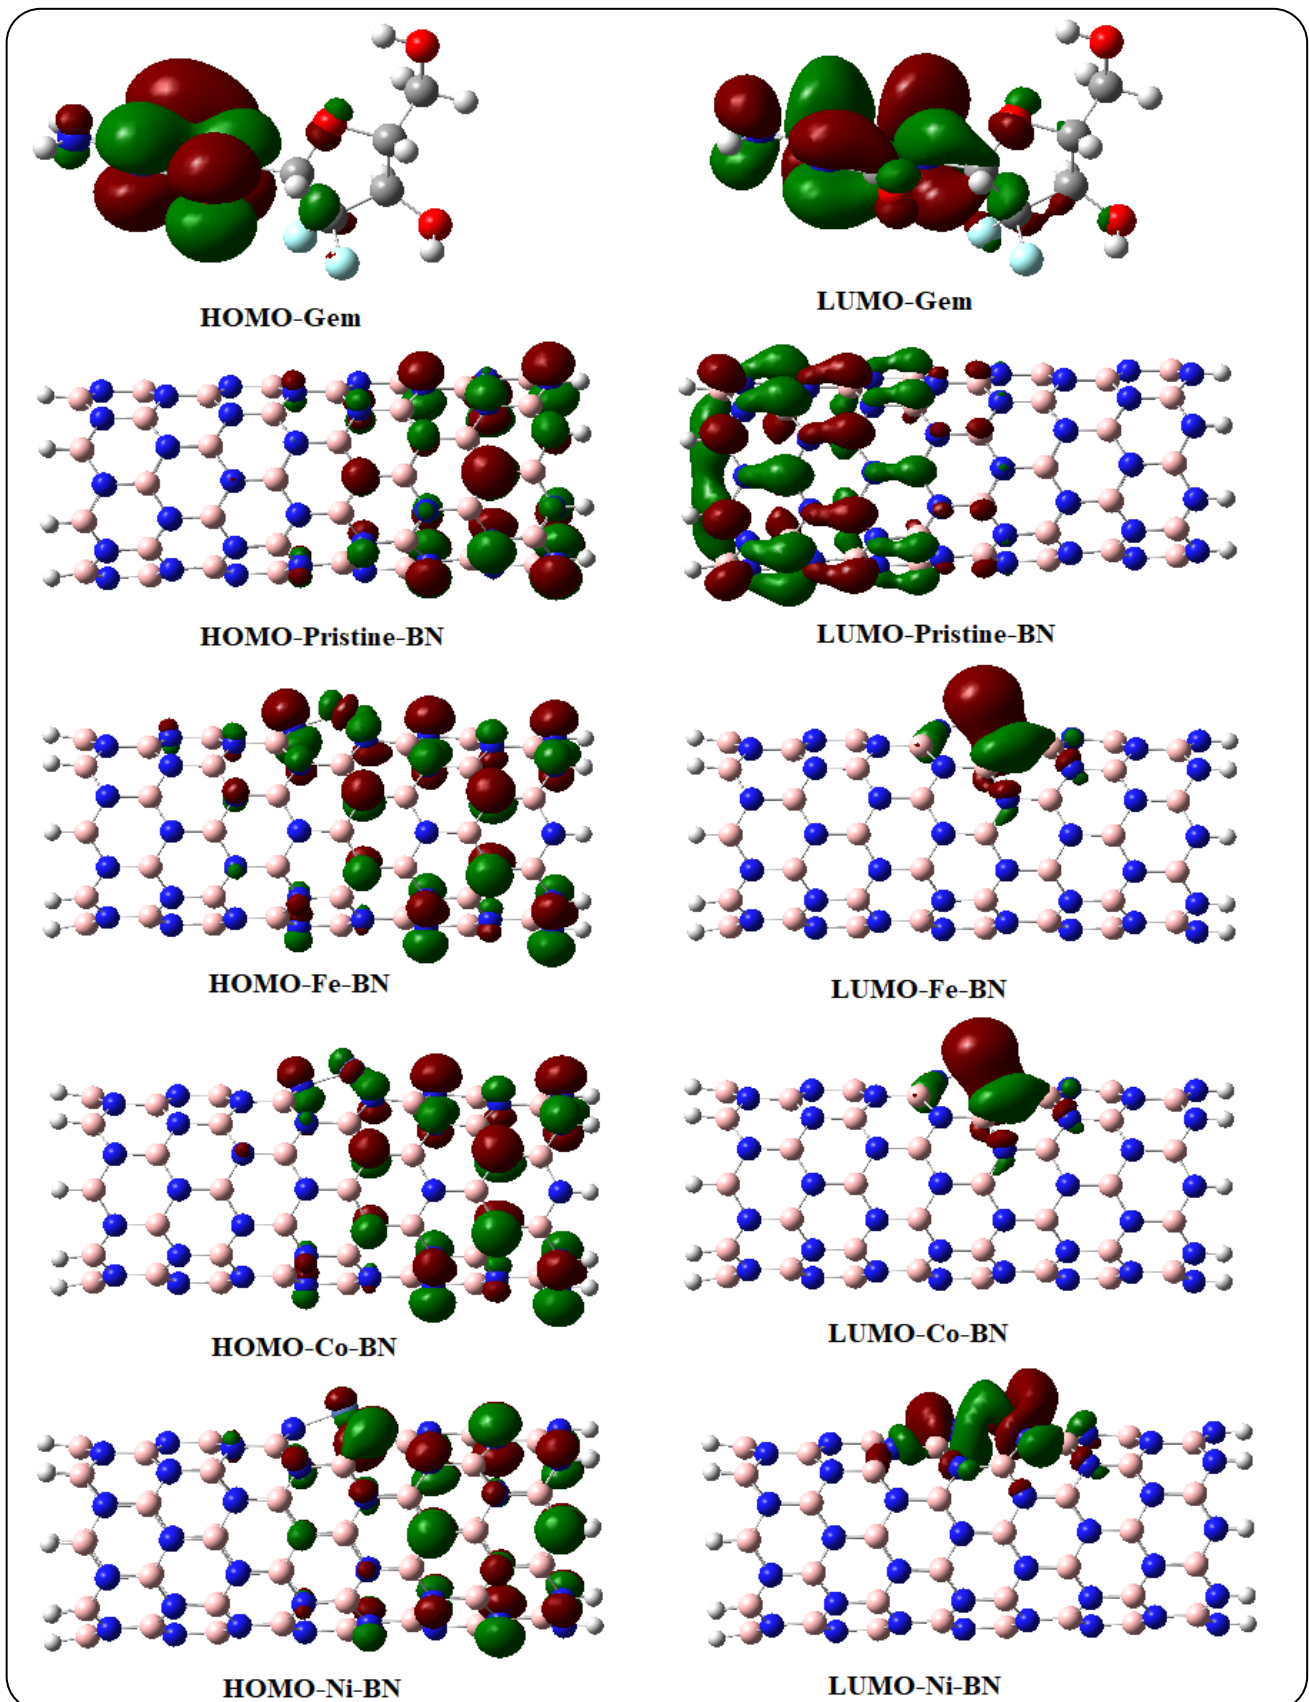 HOMO-Gem
LUMO-Gem
HOMO-Pristine-BN
LUMO-Pristine-BN
HOMO-Fe-BN
LUMO-Fe-BN
HOMO-Co-BN
LUMO-Co-BN
HOMO-Ni-BN
LUMO-Ni-BN